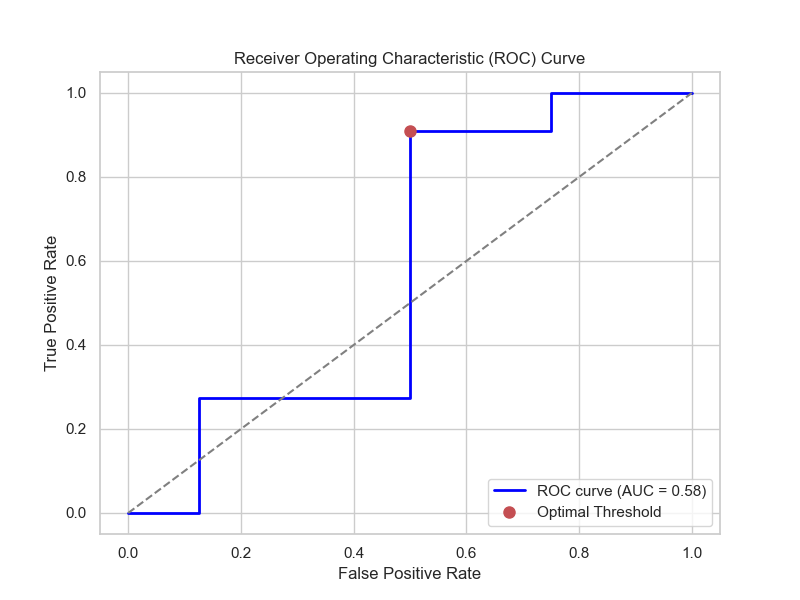 Receiver Operating Characteristic (ROC) Curve
True Positive Rate
1.0
0.8
0.6
0.4
0.2
0.0
0.0 0.2 0.4 0.6 0.8 1.0
False Positive Rate
ROC curve (AUC = 0.58)
Optimal Threshold